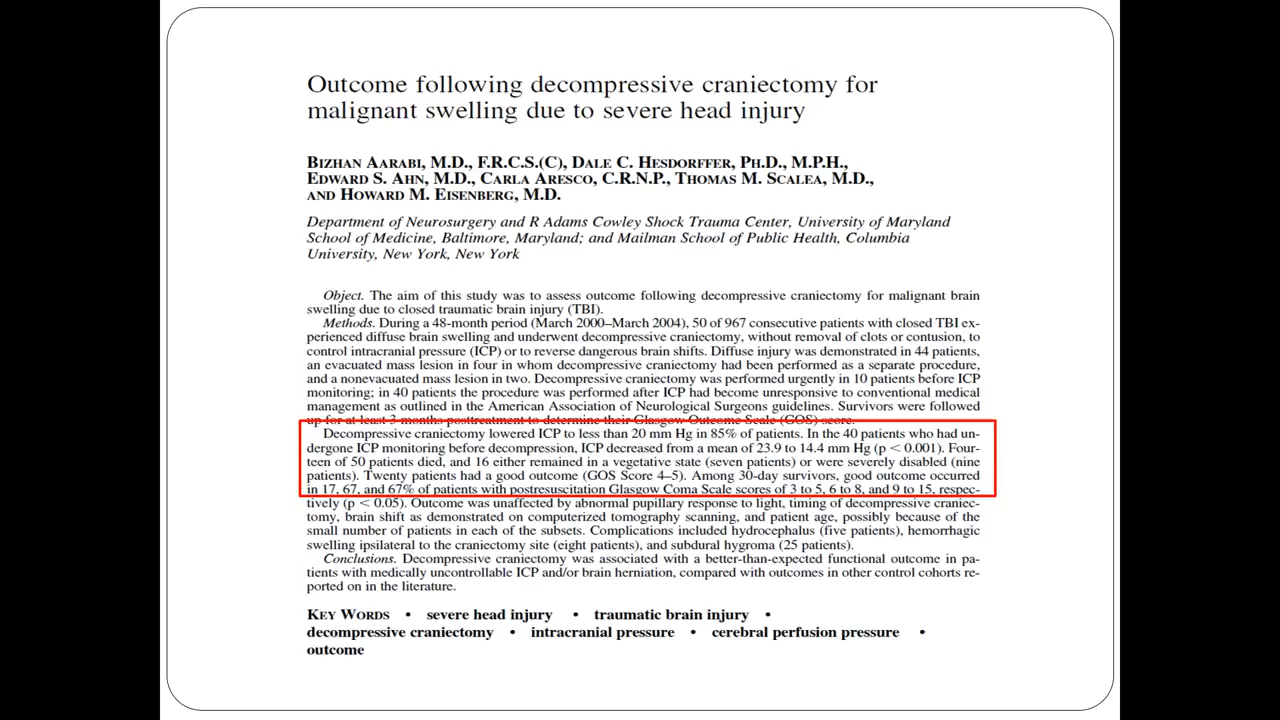 Outcome following decompressive craniectomy for
malignant swelling due to severe head injury
BIZHAN AARABI, M.D., F.R.C.S.(C), DALE C. HESDORFFER, PH.D., M.P.H.,
EDWARD S. AHN, M.D., CARLA ARESCO, C.R.N.P., THOMAS M. SCALEA, M.D.,
AND HOWARD M. EISENBERG, M.D.
Department of Neurosurgery and R Adams Cowley Shock Trauma Center, University of Maryland
School of Medicine, Baltimore, Maryland; and Mailman School of Public Health, Columbia
University, New York, New York
Object. The aim of this study was to assess outcome following decompressive craniectomy for malignant brain
swelling due to closed traumatic brain injury (TBI).
Methods. During a 48-month period (March 2000–March 2004), 50 of 967 consecutive patients with closed TBI ex-
perienced diffuse brain swelling and underwent decompressive craniectomy, without removal of clots or contusion, to
control intracranial pressure (ICP) or to reverse dangerous brain shifts. Diffuse injury was demonstrated in 44 patients,
an evacuated mass lesion in four in whom decompressive craniectomy had been performed as a separate procedure,
and a nonevacuated mass lesion in two. Decompressive craniectomy was performed urgently in 10 patients before ICP
monitoring; in 40 patients the procedure was performed after ICP had become unresponsive to conventional medical
management as outlined in the American Association of Neurological Surgeons guidelines. Survivors were followed
up for at least 3 months posttreatment to determine their Glasgow Outcome Scale (GOS) score.
Decompressive craniectomy lowered ICP to less than 20 mm Hg in 85% of patients. In the 40 patients who had un-
dergone ICP monitoring before decompression, ICP decreased from a mean of 23.9 to 14.4 mm Hg (p < 0.001). Four-
teen of 50 patients died, and 16 either remained in a vegetative state (seven patients) or were severely disabled (nine
patients). Twenty patients had a good outcome (GOS Score 4–5). Among 30-day survivors, good outcome occurred
in 17, 67, and 67% of patients with postresuscitation Glasgow Coma Scale scores of 3 to 5, 6 to 8, and 9 to 15, respec-
tively (p < 0.05). Outcome was unaffected by abnormal pupillary response to light, timing of decompressive craniec-
tomy, brain shift as demonstrated on computerized tomography scanning, and patient age, possibly because of the
small number of patients in each of the subsets. Complications included hydrocephalus (five patients), hemorrhagic
swelling ipsilateral to the craniectomy site (eight patients), and subdural hygroma (25 patients).
Conclusions. Decompressive craniectomy was associated with a better-than-expected functional outcome in pa-
tients with medically uncontrollable ICP and/or brain herniation, compared with outcomes in other control cohorts re-
ported on in the literature.
KEY WORDS • severe head injury • traumatic brain injury •
decompressive craniectomy • intracranial pressure • cerebral perfusion pressure •
outcome